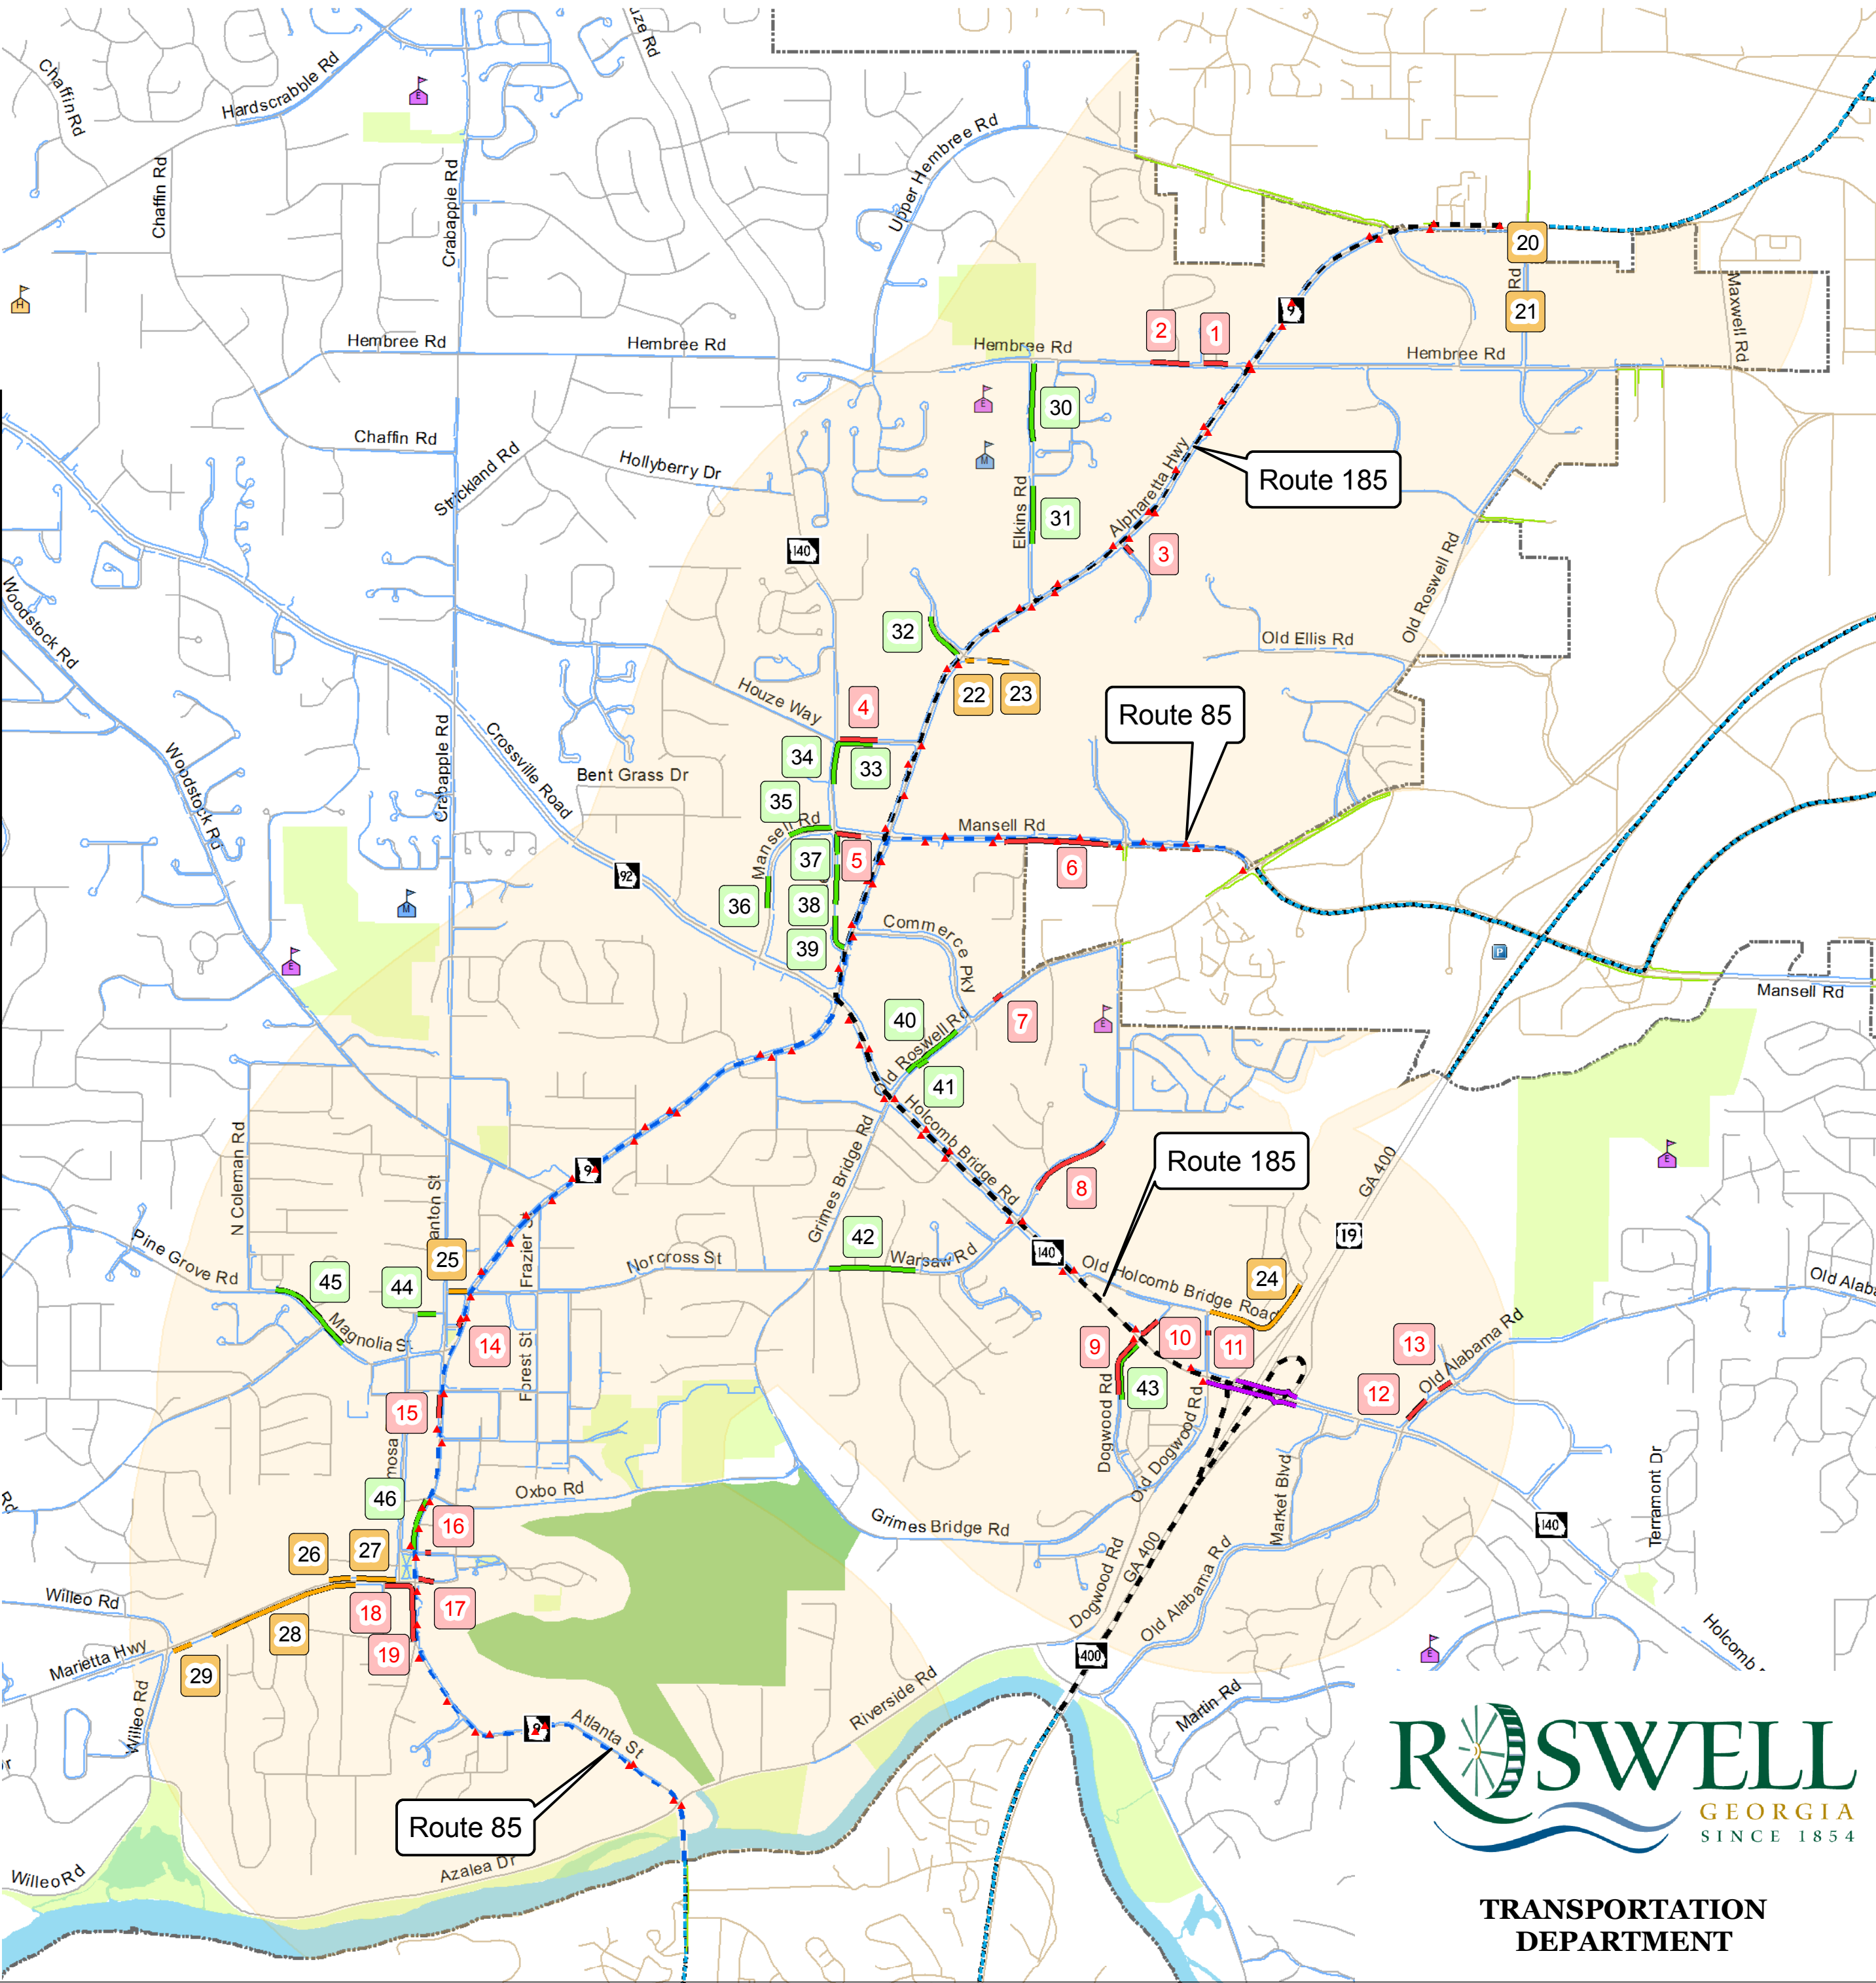 Chaffin Rd
Hardscrabble Rd
E
Chaffin Rd
Crabapple Rd
Upper Hembree Rd
H
20
Rd
21
9
Maxwell Rd
Hembree Rd
Hembree Rd
Hembree Rd
2
1
Hembree Rd
E
30
M
Chaffin Rd
Strickland Rd
Hollyberry Dr
Alpharetta Hwy
Route 185
Elkins Rd
31
140
3
Old Roswell Rd
Woodstock Rd
32
Old Ellis Rd
Houze Way
22
23
4
Route 85
34
33
Woodstock Rd
Crabapple Rd
Crossville Road
Bent Grass Dr
35
Mansell Rd
Mansell Rd
37
5
6
92
M
36
38
39
Commerce Pky
E
P
Mansell Rd
40
Old Roswell Rd
7
E
41
Holcomb Bridge Rd
N Coleman Rd
9
Grimes Bridge Rd
8
Route 185
GA 400
E
19
Pine Grove Rd
45
44
25
Frazier
Norcross St
42
Warsaw Rd
140
Old Holcomb Bridge Road
24
Magnolia St
14
Forest St
9
10
11
43
13
12
Old Alabama Rd
15
Dogwood Rd
Old Dogwood Rd
Market Blvd
Terramont Dr
46
16
Oxbo Rd
Grimes Bridge Rd
140
Rd
26
27
Willeo Rd
18
17
28
19
Marietta Hwy
29
Willeo Rd
Dogwood Rd
GA 400
Old Alabama Rd
400
E
9
Atlanta St
Riverside Rd
Martin Rd
Route 85
Azalea Dr
Willeo Rd
ROSWELL
GEORGIA
SINCE 1854
TRANSPORTATION
DEPARTMENT